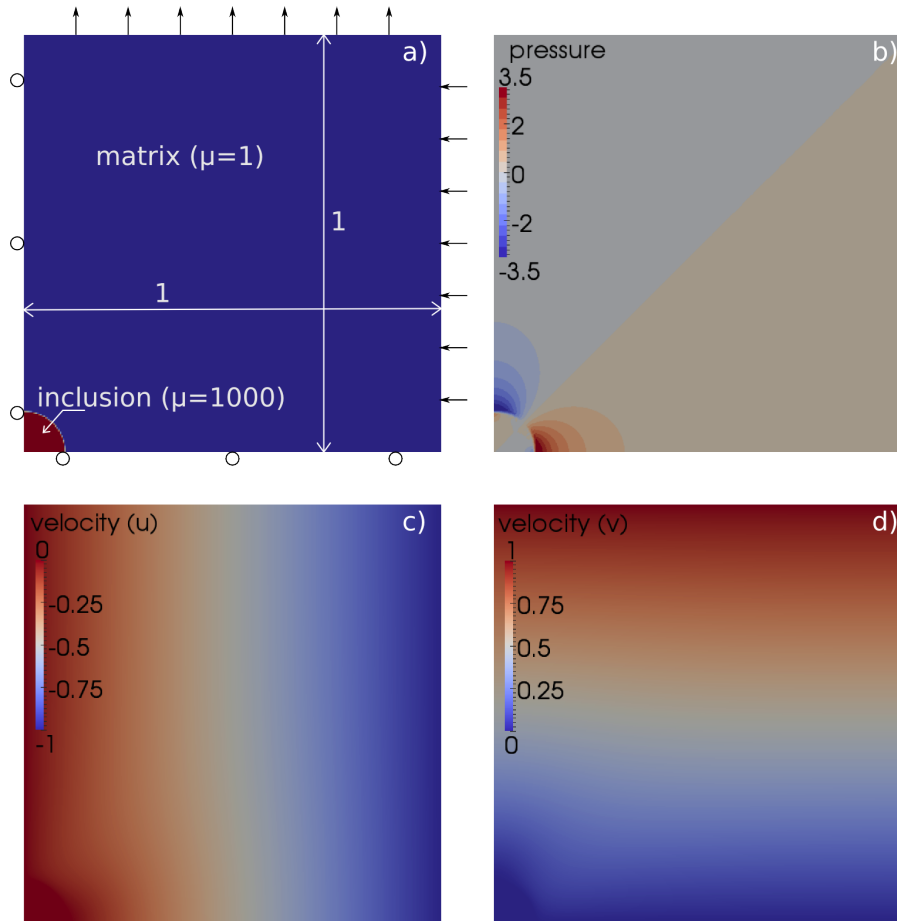 a)
matrix (μ=1)
1
1
inclusion (μ=1000)
b)
pressure
3.5
2
0
-2
-3.5
c)
velocity (u)
0
-0.25
-0.5
-0.75
-1
d)
velocity (v)
1
0.75
0.5
0.25
0